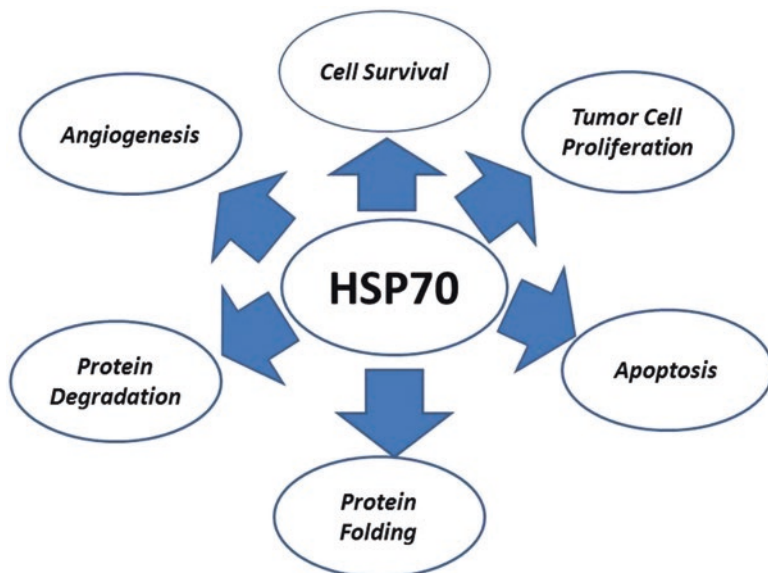 Cell Survival
Angiogenesis
Tumor Cell
Proliferation
HSP70
Protein
Degradation
Apoptosis
Protein
Folding